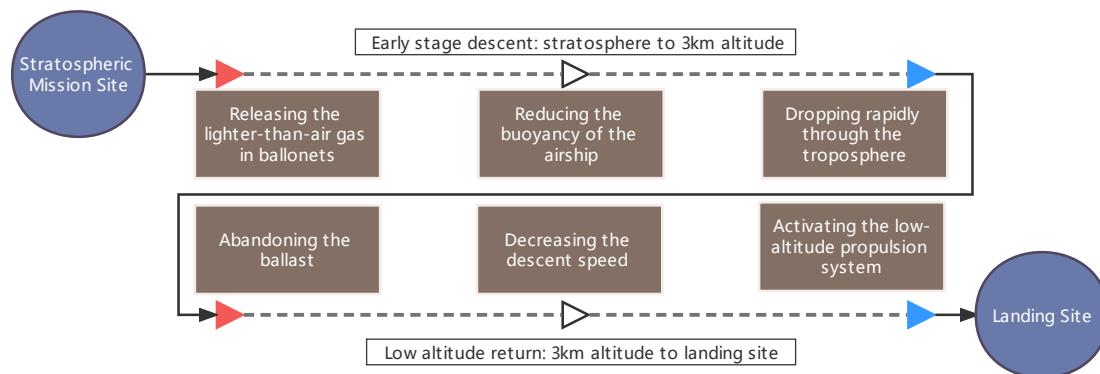 Early stage descent: stratosphere to 3km altitude
Stratospheric
Mission Site
Releasing the
lighter-than-air gas
in ballonets
Reducing the
buoyancy of the
airship
Dropping rapidly
through the
troposphere
Abandoning the
ballast
Decreasing the
descent speed
Activating the low-
altitude propulsion
system
Landing Site
Low altitude return: 3km altitude to landing site